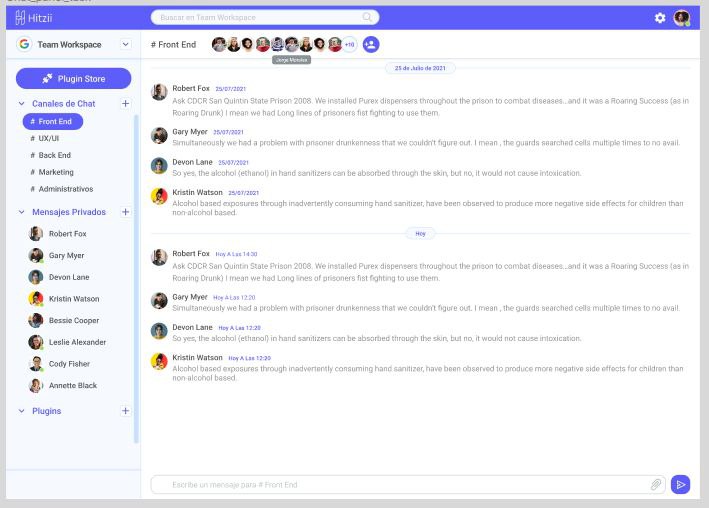 Hitzii
Buscar en Team Workspace
Team Workspace
# Front End
+10
Jorge Morales
Plugin Store
25 de Julio de 2021
Canales de Chat
# Front End
# UX/UI
# Back End
# Marketing
# Administrativos
Mensajes Privados
Robert Fox
Gary Myer
Devon Lane
Kristin Watson
Bessie Cooper
Leslie Alexander
Cody Fisher
Annette Black
Plugins
Robert Fox 25/07/2021
Ask CDCR San Quintin State Prison 2008. We installed Purex dispensers throughout the prison to combat diseases...and it was a Roaring Success (as in
Roaring Drunk) I mean we had Long lines of prisoners fist fighting to use them.
Gary Myer 25/07/2021
Simultaneously we had a problem with prisoner drunkenness that we couldn't figure out. I mean , the guards searched cells multiple times to no avail.
Devon Lane 25/07/2021
So yes, the alcohol (ethanol) in hand sanitizers can be absorbed through the skin, but no, it would not cause intoxication.
Kristin Watson 25/07/2021
Alcohol based exposures through inadvertently consuming hand sanitizer, have been observed to produce more negative side effects for children than
non-alcohol based.
Hoy
Robert Fox Hoy A Las 14:30
Ask CDCR San Quintin State Prison 2008. We installed Purex dispensers throughout the prison to combat diseases...and it was a Roaring Success (as in
Roaring Drunk) I mean we had Long lines of prisoners fist fighting to use them.
Gary Myer Hoy A Las 12:20
Simultaneously we had a problem with prisoner drunkenness that we couldn't figure out. I mean , the guards searched cells multiple times to no avail.
Devon Lane Hoy A Las 12:20
So yes, the alcohol (ethanol) in hand sanitizers can be absorbed through the skin, but no, it would not cause intoxication.
Kristin Watson Hoy A Las 12:20
Alcohol based exposures through inadvertently consuming hand sanitizer, have been observed to produce more negative side effects for children than
non-alcohol based.
Escribe un mensaje para # Front End